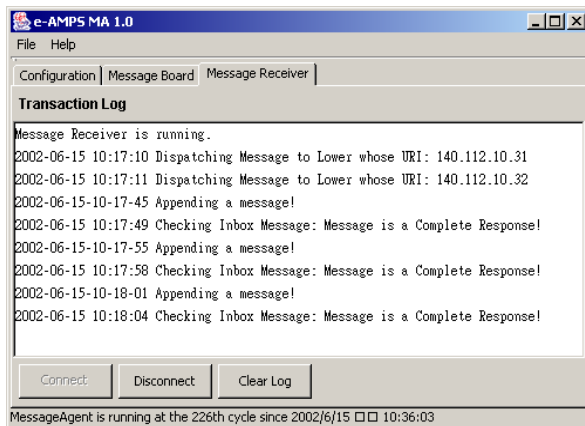 e-AMPS MA 1.0
File Help
Configuration Message Board Message Receiver
Transaction Log
Message Receiver is running.
2002-06-15 10:17:10 Dispatching Message to Lower whose URI: 140.112.10.31
2002-06-15 10:17:11 Dispatching Message to Lower whose URI: 140.112.10.32
2002-06-15-10-17-45 Appending a message!
2002-06-15 10:17:49 Checking Inbox Message: Message is a Complete Response!
2002-06-15-10-17-55 Appending a message!
2002-06-15 10:17:58 Checking Inbox Message: Message is a Complete Response!
2002-06-15-10-18-01 Appending a message!
2002-06-15 10:18:04 Checking Inbox Message: Message is a Complete Response!
Connect Disconnect Clear Log
MessageAgent is running at the 226th cycle since 2002/6/15 □□ 10:36:03